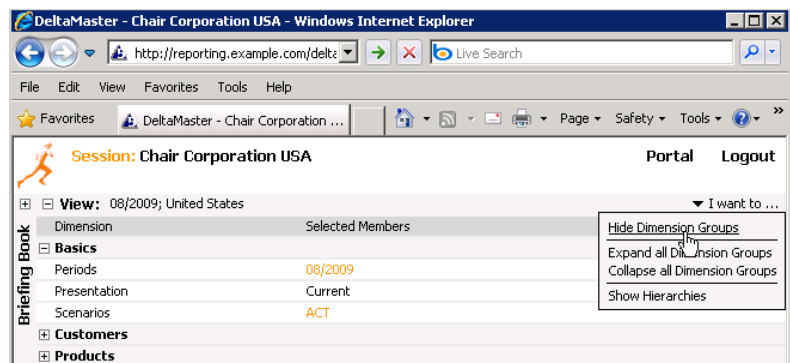 DeltaMaster - Chair Corporation USA - Windows Internet Explorer
http://reporting.example.com/delta
Live Search
File Edit View Favorites Tools Help
Favorites DeltaMaster - Chair Corporation ... Page Safety Tools »
Session: Chair Corporation USA Portal Logout
View: 08/2009; United States I want to ...
Briefing Book
Dimension Selected Members
Basics
Periods 08/2009
Presentation Current
Scenarios ACT
Customers
Products
Hide Dimension Groups
Expand all Dimension Groups
Collapse all Dimension Groups
Show Hierarchies